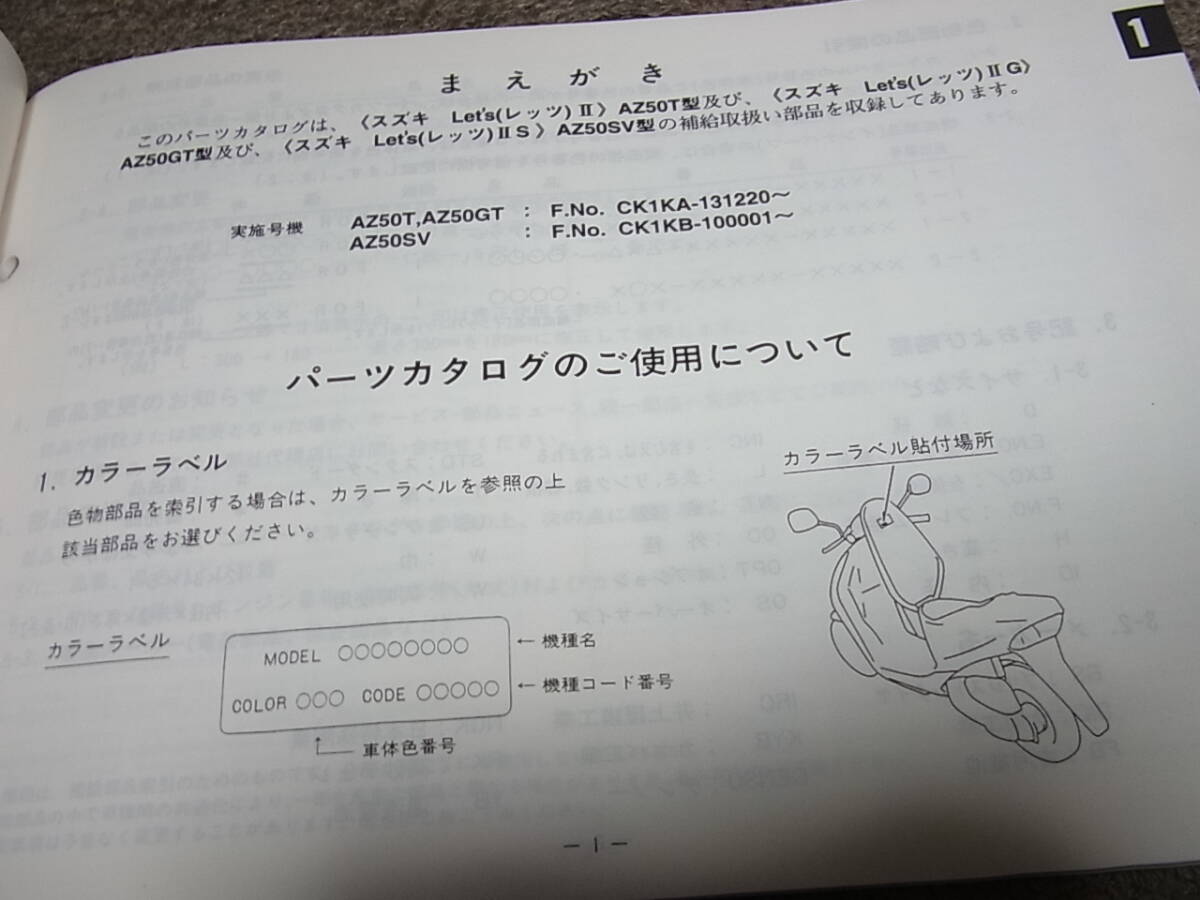 1
まえがき
このパーツカタログは、〈スズキ Let's(レッツ)Ⅱ〉AZ50T型及び、〈スズキ Let's(レッツ)ⅡG〉
AZ50GT型及び、〈スズキ Let's(レッツ)ⅡS〉AZ50SV型の補給取扱い部品を収録してあります。
実施号機 AZ50T,AZ50GT : F.No. CK1KA-131220～
AZ50SV : F.No. CK1KB-100001～
パーツカタログのご使用について
1. カラーラベル
色物部品を索引する場合は、カラーラベルを参照の上
該当部品をお選びください。
カラーラベル貼付場所
カラーラベル
MODEL ○○○○○○○○
←機種名
COLOR ○○○ CODE ○○○○○
←機種コード番号
車体色番号
－1－